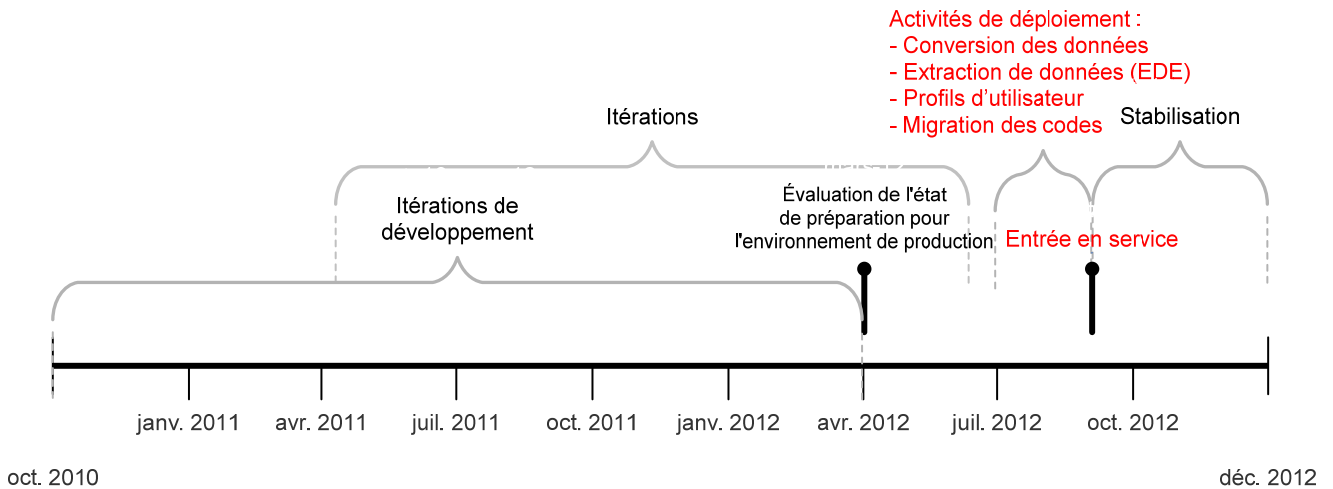 Activités de déploiement :
- Conversion des données
- Extraction de données (EDE)
- Profils d'utilisateur
- Migration des codes
Itérations
Stabilisation
Évaluation de l'état
de préparation pour
l'environnement de production
Itérations de
développement
Entrée en service
janv. 2011
avr. 2011
juil. 2011
oct. 2011
janv. 2012
avr. 2012
juil. 2012
oct. 2012
oct. 2010
déc. 2012